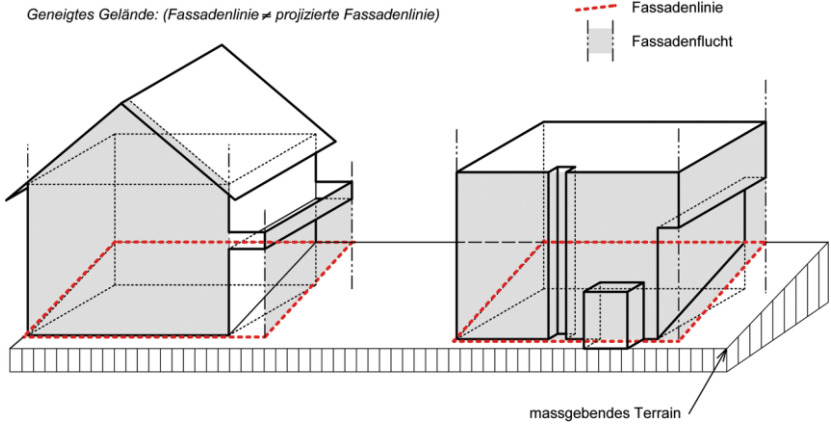 Geneigtes Gelände: (Fassadenlinie ≠ projizierte Fassadenlinie)
Fassadenlinie
Fassadenflucht
massgebendes Terrain